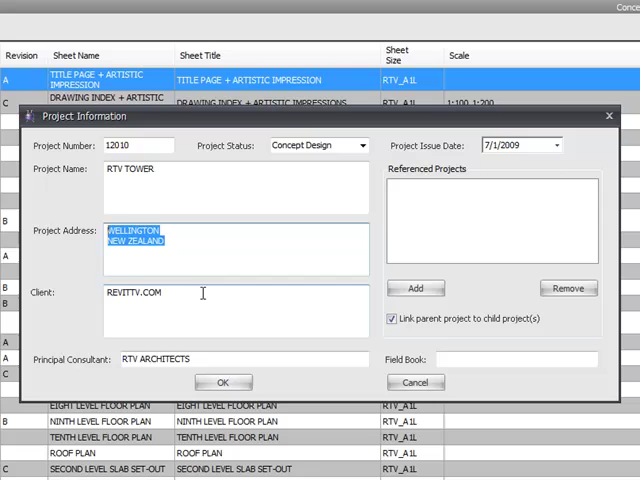 Conce
Revision Sheet Name Sheet Title Sheet Size Scale
A TITLE PAGE + ARTISTIC IMPRESSION TITLE PAGE + ARTISTIC IMPRESSION RTV_A1L
C DRAWING INDEX + ARTISTIC DRAWING INDEX + ARTISTIC IMPRESSIONS RTV_A1L 1:100, 1:200
Project Information
Project Number: 12010 Project Status: Concept Design Project Issue Date: 7/1/2009
Project Name: RTV TOWER Referenced Projects
B
Project Address: WELLINGTON
NEW ZEALAND
A
B Add Remove
Client: REVITTV.COM
B
Link parent project to child project(s)
A
A Principal Consultant: RTV ARCHITECTS Field Book:
C
OK Cancel
EIGHT LEVEL FLOOR PLAN EIGHT LEVEL FLOOR PLAN RTV_A1L
B NINTH LEVEL FLOOR PLAN NINTH LEVEL FLOOR PLAN RTV_A1L
TENTH LEVEL FLOOR PLAN TENTH LEVEL FLOOR PLAN RTV_A1L
ROOF PLAN ROOF PLAN RTV_A1L
C SECOND LEVEL SLAB SET-OUT SECOND LEVEL SLAB SET-OUT RTV_A1L